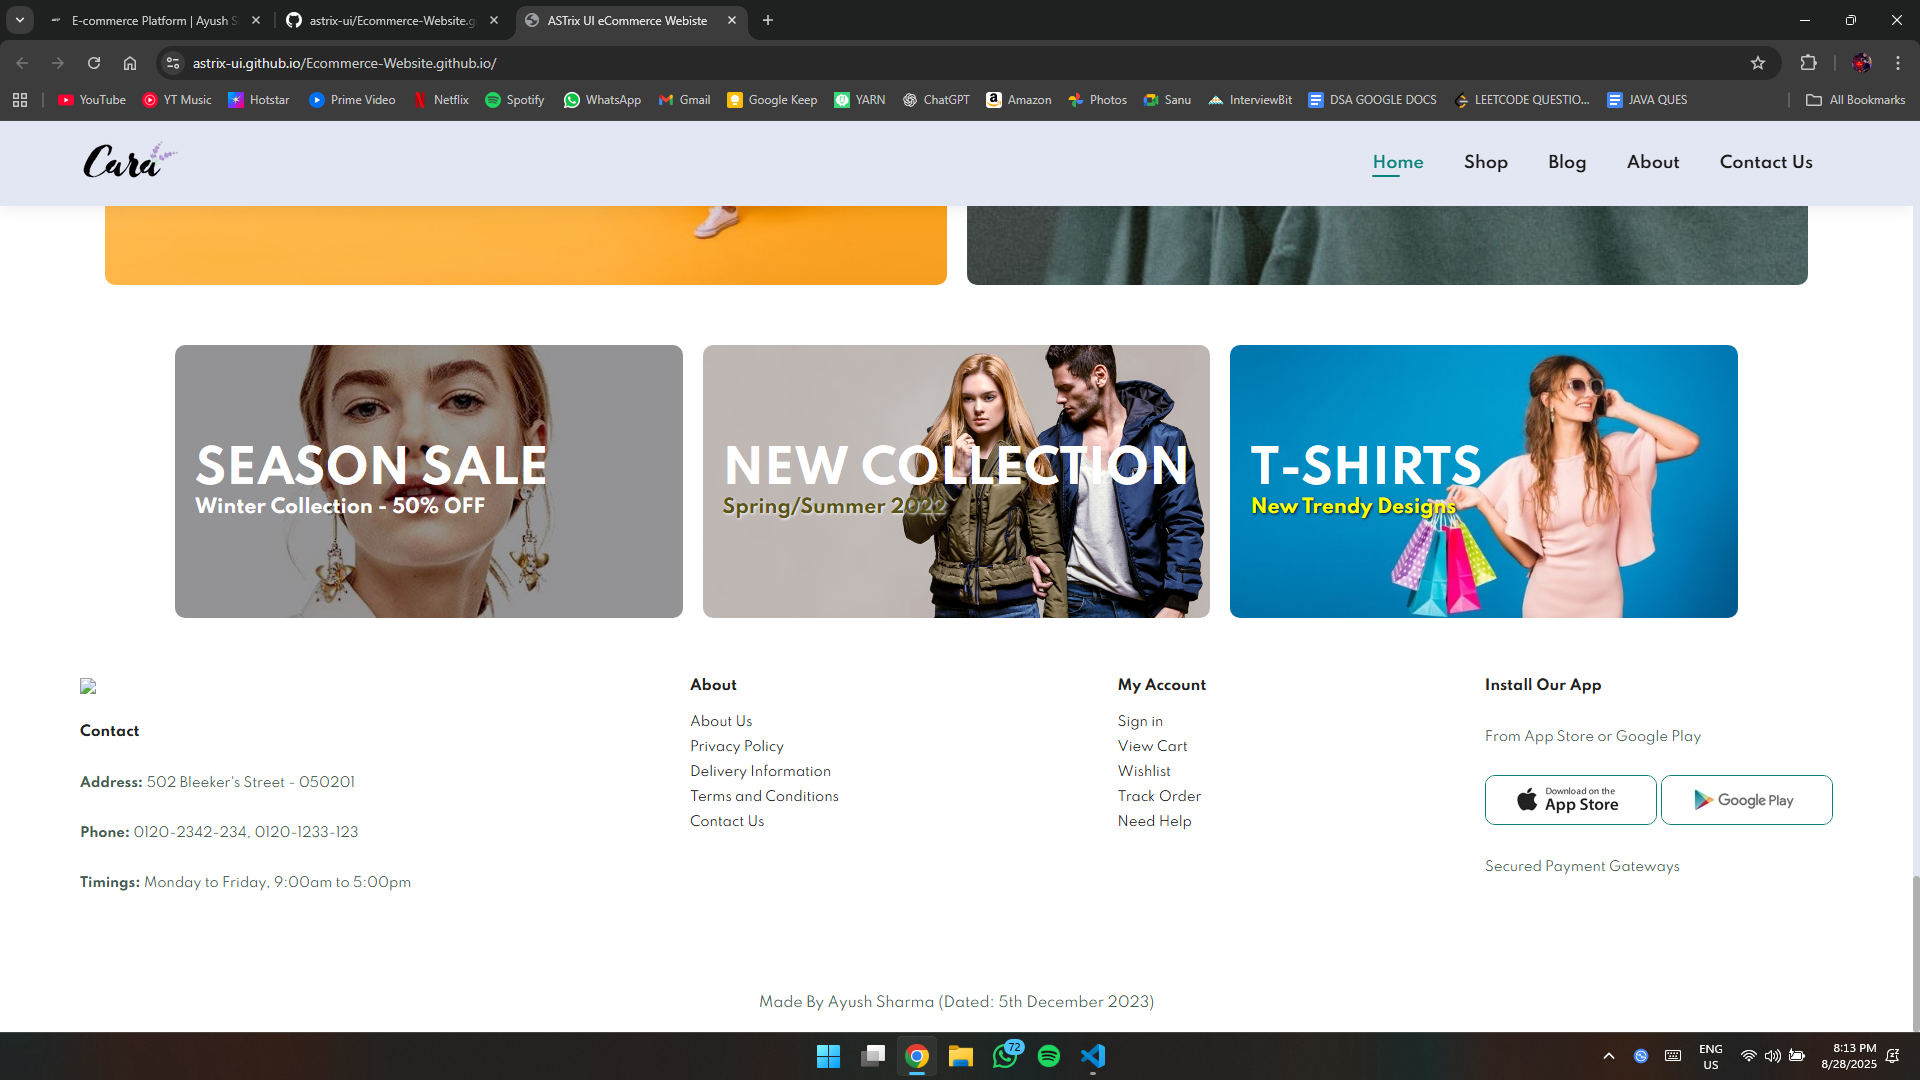 E-commerce Platform | Ayush S
astrix-ui/Ecommerce-Website.g
ASTrix UI eCommerce Webiste
astrix-ui.github.io/Ecommerce-Website.github.io/
YouTube
YT Music
Hotstar
Prime Video
Netflix
Spotify
WhatsApp
Gmail
Google Keep
YARN
ChatGPT
Amazon
Photos
Sanu
InterviewBit
DSA GOOGLE DOCS
LEETCODE QUESTIO...
JAVA QUES
All Bookmarks
Cara
Home
Shop
Blog
About
Contact Us
SEASON SALE
Winter Collection - 50% OFF
NEW COLLECTION
Spring/Summer 2022
T-SHIRTS
New Trendy Designs
Contact
Address: 502 Bleeker's Street - 050201
Phone: 0120-2342-234, 0120-1233-123
Timings: Monday to Friday, 9:00am to 5:00pm
About
About Us
Privacy Policy
Delivery Information
Terms and Conditions
Contact Us
My Account
Sign in
View Cart
Wishlist
Track Order
Need Help
Install Our App
From App Store or Google Play
Download on the
App Store
Google Play
Secured Payment Gateways
Made By Ayush Sharma (Dated: 5th December 2023)
72
ENG
US
8:13 PM
8/28/2025